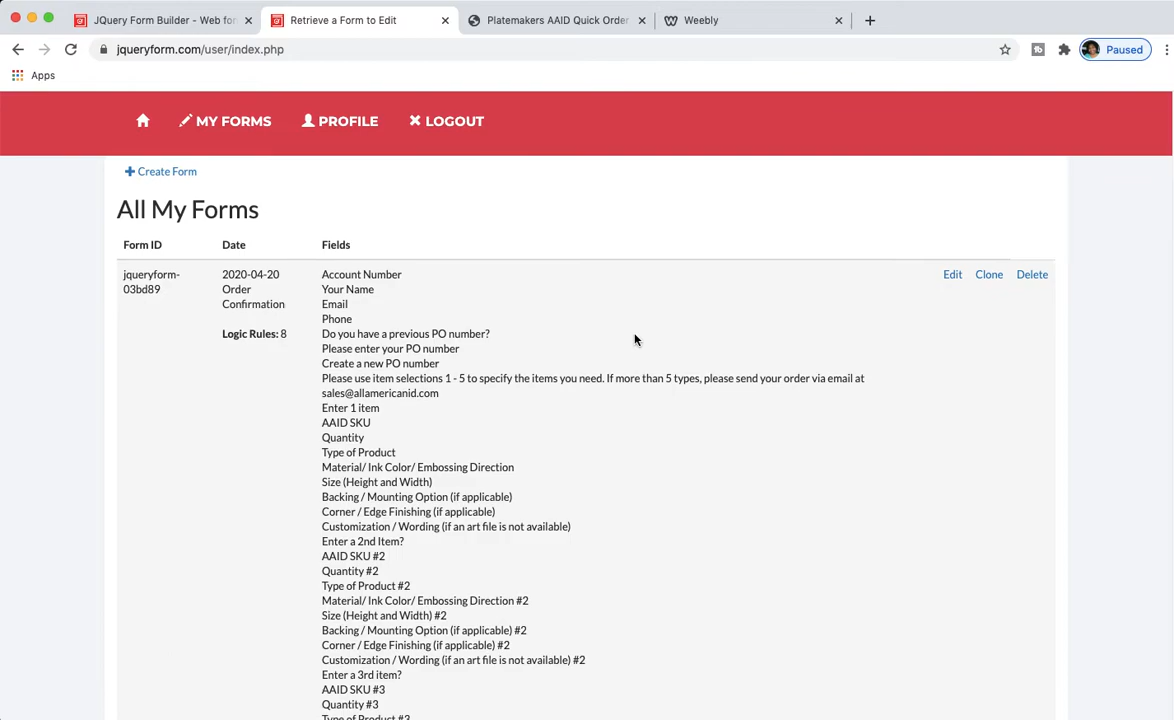 JQuery Form Builder - Web for
Retrieve a Form to Edit
Platemakers AAID Quick Order
Weebly
jqueryform.com/user/index.php
Paused
Apps
MY FORMS
PROFILE
LOGOUT
Create Form
All My Forms
Form ID
Date
Fields
jqueryform-
03bd89
2020-04-20
Order
Confirmation
Logic Rules: 8
Account Number
Your Name
Email
Phone
Do you have a previous PO number?
Please enter your PO number
Create a new PO number
Please use item selections 1 - 5 to specify the items you need. If more than 5 types, please send your order via email at
sales@allamericanid.com
Enter 1 item
AAID SKU
Quantity
Type of Product
Material/ Ink Color/ Embossing Direction
Size (Height and Width)
Backing / Mounting Option (if applicable)
Corner / Edge Finishing (if applicable)
Customization / Wording (if an art file is not available)
Enter a 2nd Item?
AAID SKU #2
Quantity #2
Type of Product #2
Material/ Ink Color/ Embossing Direction #2
Size (Height and Width) #2
Backing / Mounting Option (if applicable) #2
Corner / Edge Finishing (if applicable) #2
Customization / Wording (if an art file is not available) #2
Enter a 3rd item?
AAID SKU #3
Quantity #3
Type of Product #3
Edit
Clone
Delete